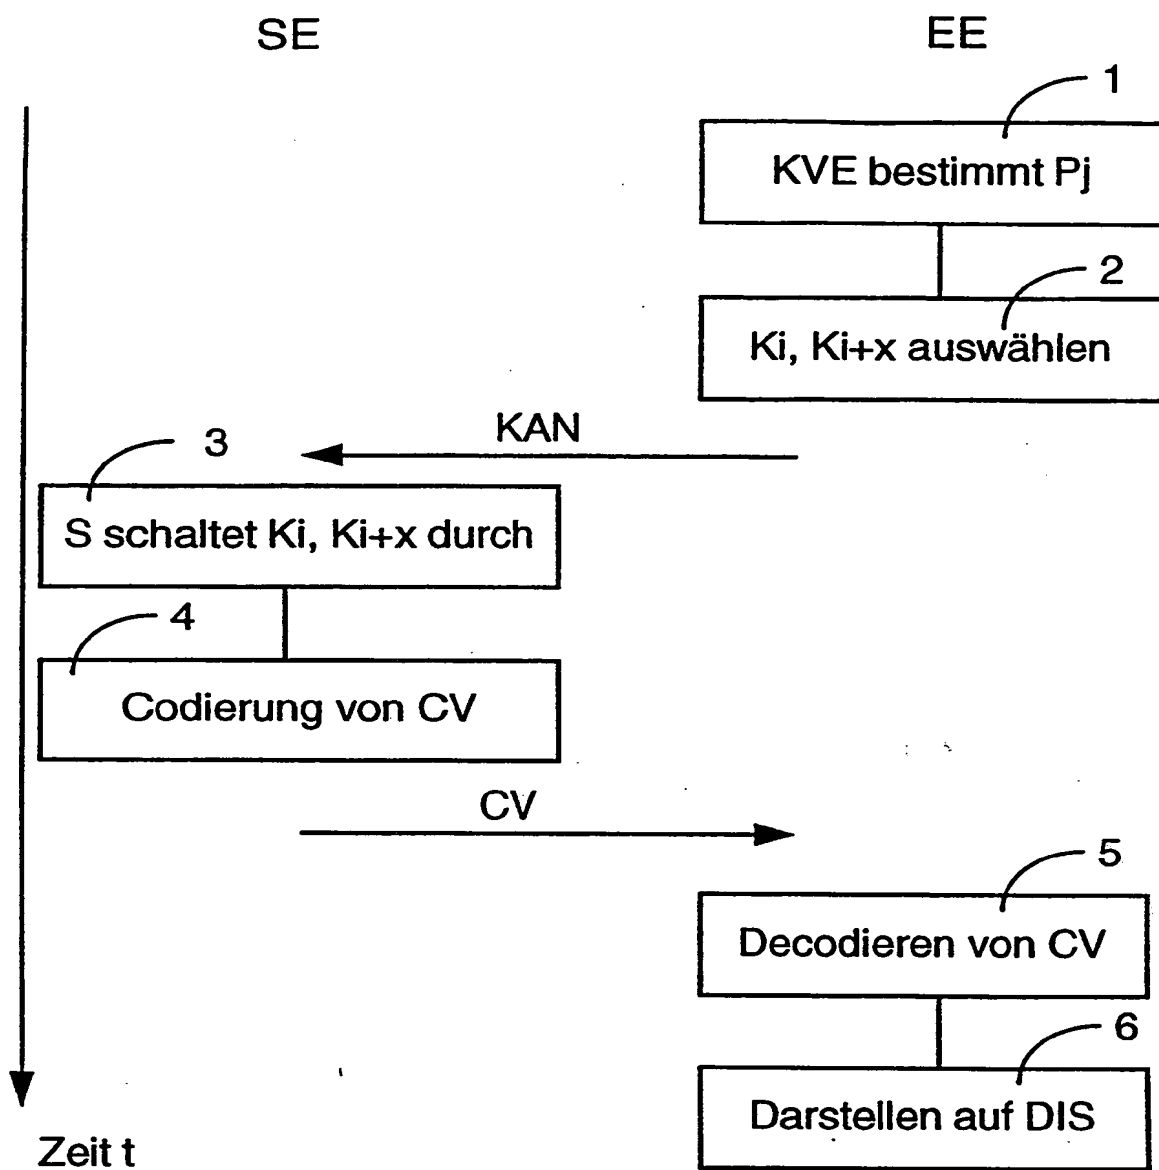 SE
EE
1
KVE bestimmt Pj
2
Ki, Ki+x auswählen
KAN
3
S schaltet Ki, Ki+x durch
4
Codierung von CV
CV
5
Decodieren von CV
6
Darstellen auf DIS
Zeit t